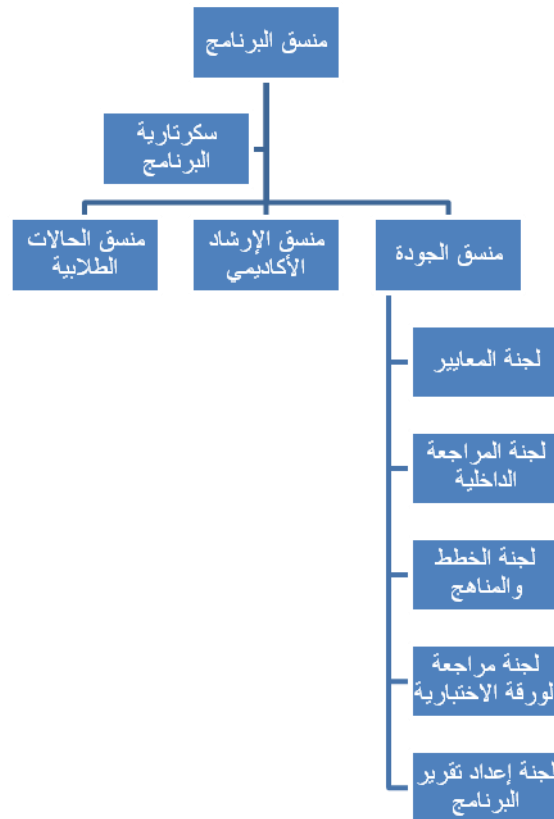 منسق البرنامج
سكرتارية
البرنامج
منسق الجودة
منسق الإرشاد
الأكاديمي
منسق الحالات
الطلابية
لجنة المعايير
لجنة المراجعة
الداخلية
لجنة الخطط
والمناهج
لجنة مراجعة
لورقة الاختبارية
لجنة إعداد تقرير
البرنامج